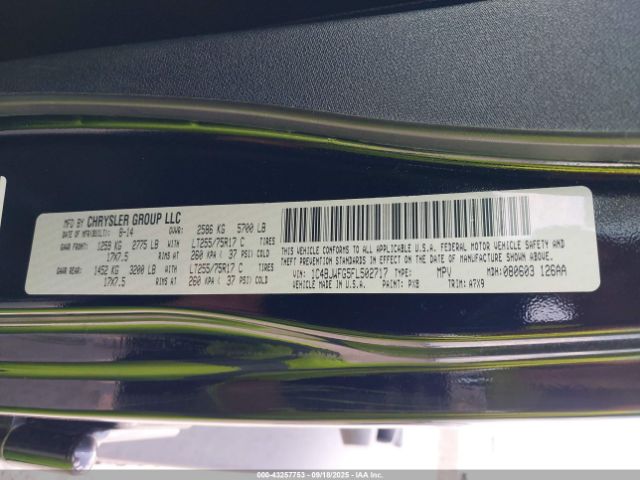 MFD BY CHRYSLER GROUP LLC
DATE OF MFR(BUILT): 8-14 GVWR: 2586 KG 5700 LB
GAWR FRONT: 1259 KG 2775 LB WITH LT255/75R17 C TIRES
17X7.5 RIMS AT 260 KPA ( 37 PSI) COLD
GAWR REAR: 1452 KG 3200 LB WITH LT255/75R17 C TIRES
17X7.5 RIMS AT 260 KPA ( 37 PSI) COLD
THIS VEHICLE CONFORMS TO ALL APPLICABLE U.S.A. FEDERAL MOTOR VEHICLE SAFETY AND
THEFT PREVENTION STANDARDS IN EFFECT ON THE DATE OF MANUFACTURE SHOWN ABOVE.
VIN: 1C4BJWFG5FL502717 TYPE: MPV MDH: 080603 126AA
VEHICLE MADE IN U.S.A. PAINT: PXB TRIM: A7X9
000-43257753 - 09/18/2025 - IAAI.COM